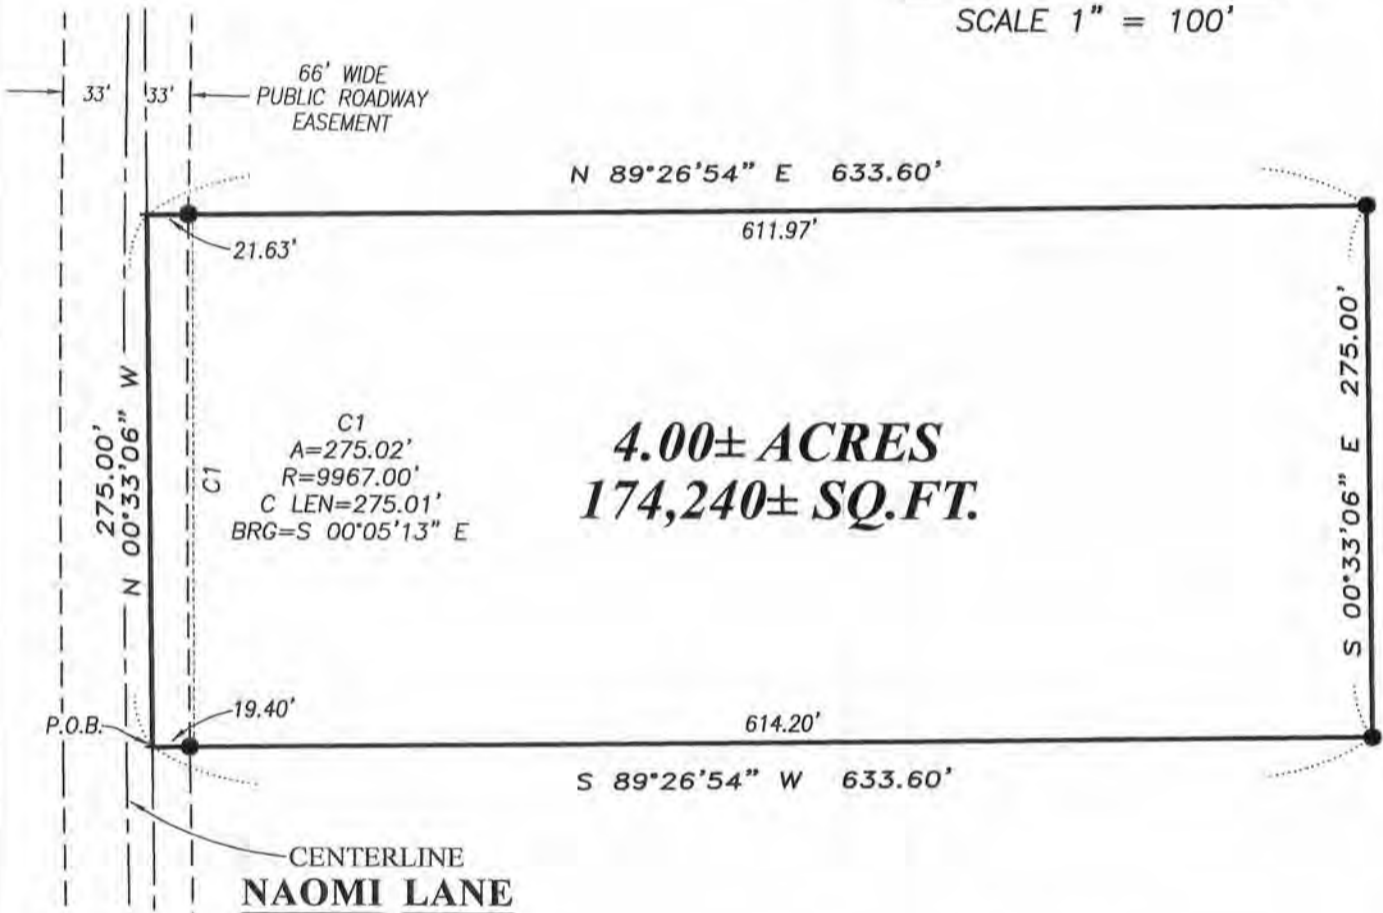 SCALE 1" = 100'
33'
33'
66' WIDE
PUBLIC ROADWAY
EASEMENT
N 89°26'54" E 633.60'
21.63'
611.97'
275.00'
N 00°33'06" W
C1
C1
A=275.02'
R=9967.00'
C LEN=275.01'
BRG=S 00°05'13" E
4.00± ACRES
174,240± SQ.FT.
S 00°33'06" E 275.00'
P.O.B.
19.40'
614.20'
S 89°26'54" W 633.60'
CENTERLINE
NAOMI LANE